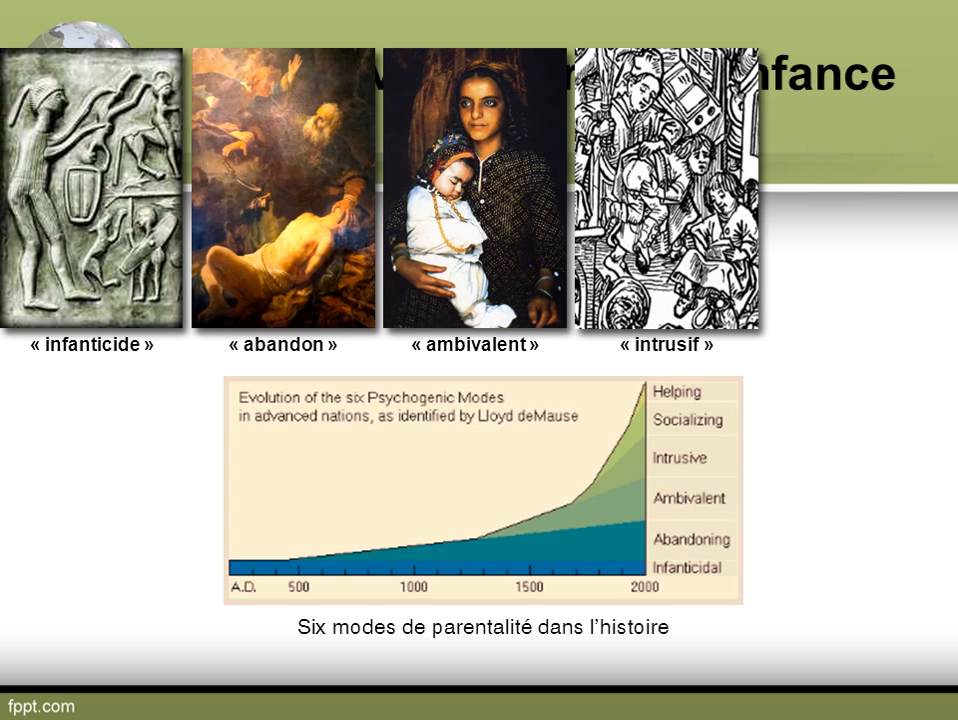 « infanticide » « abandon » « ambivalent » « intrusif »
Evolution of the six Psychogenic Modes
in advanced nations, as identified by Lloyd deMause
Helping
Socializing
Intrusive
Ambivalent
Abandoning
Infanticidal
A.D. 500 1000 1500 2000
Six modes de parentalité dans l’histoire
fppt.com